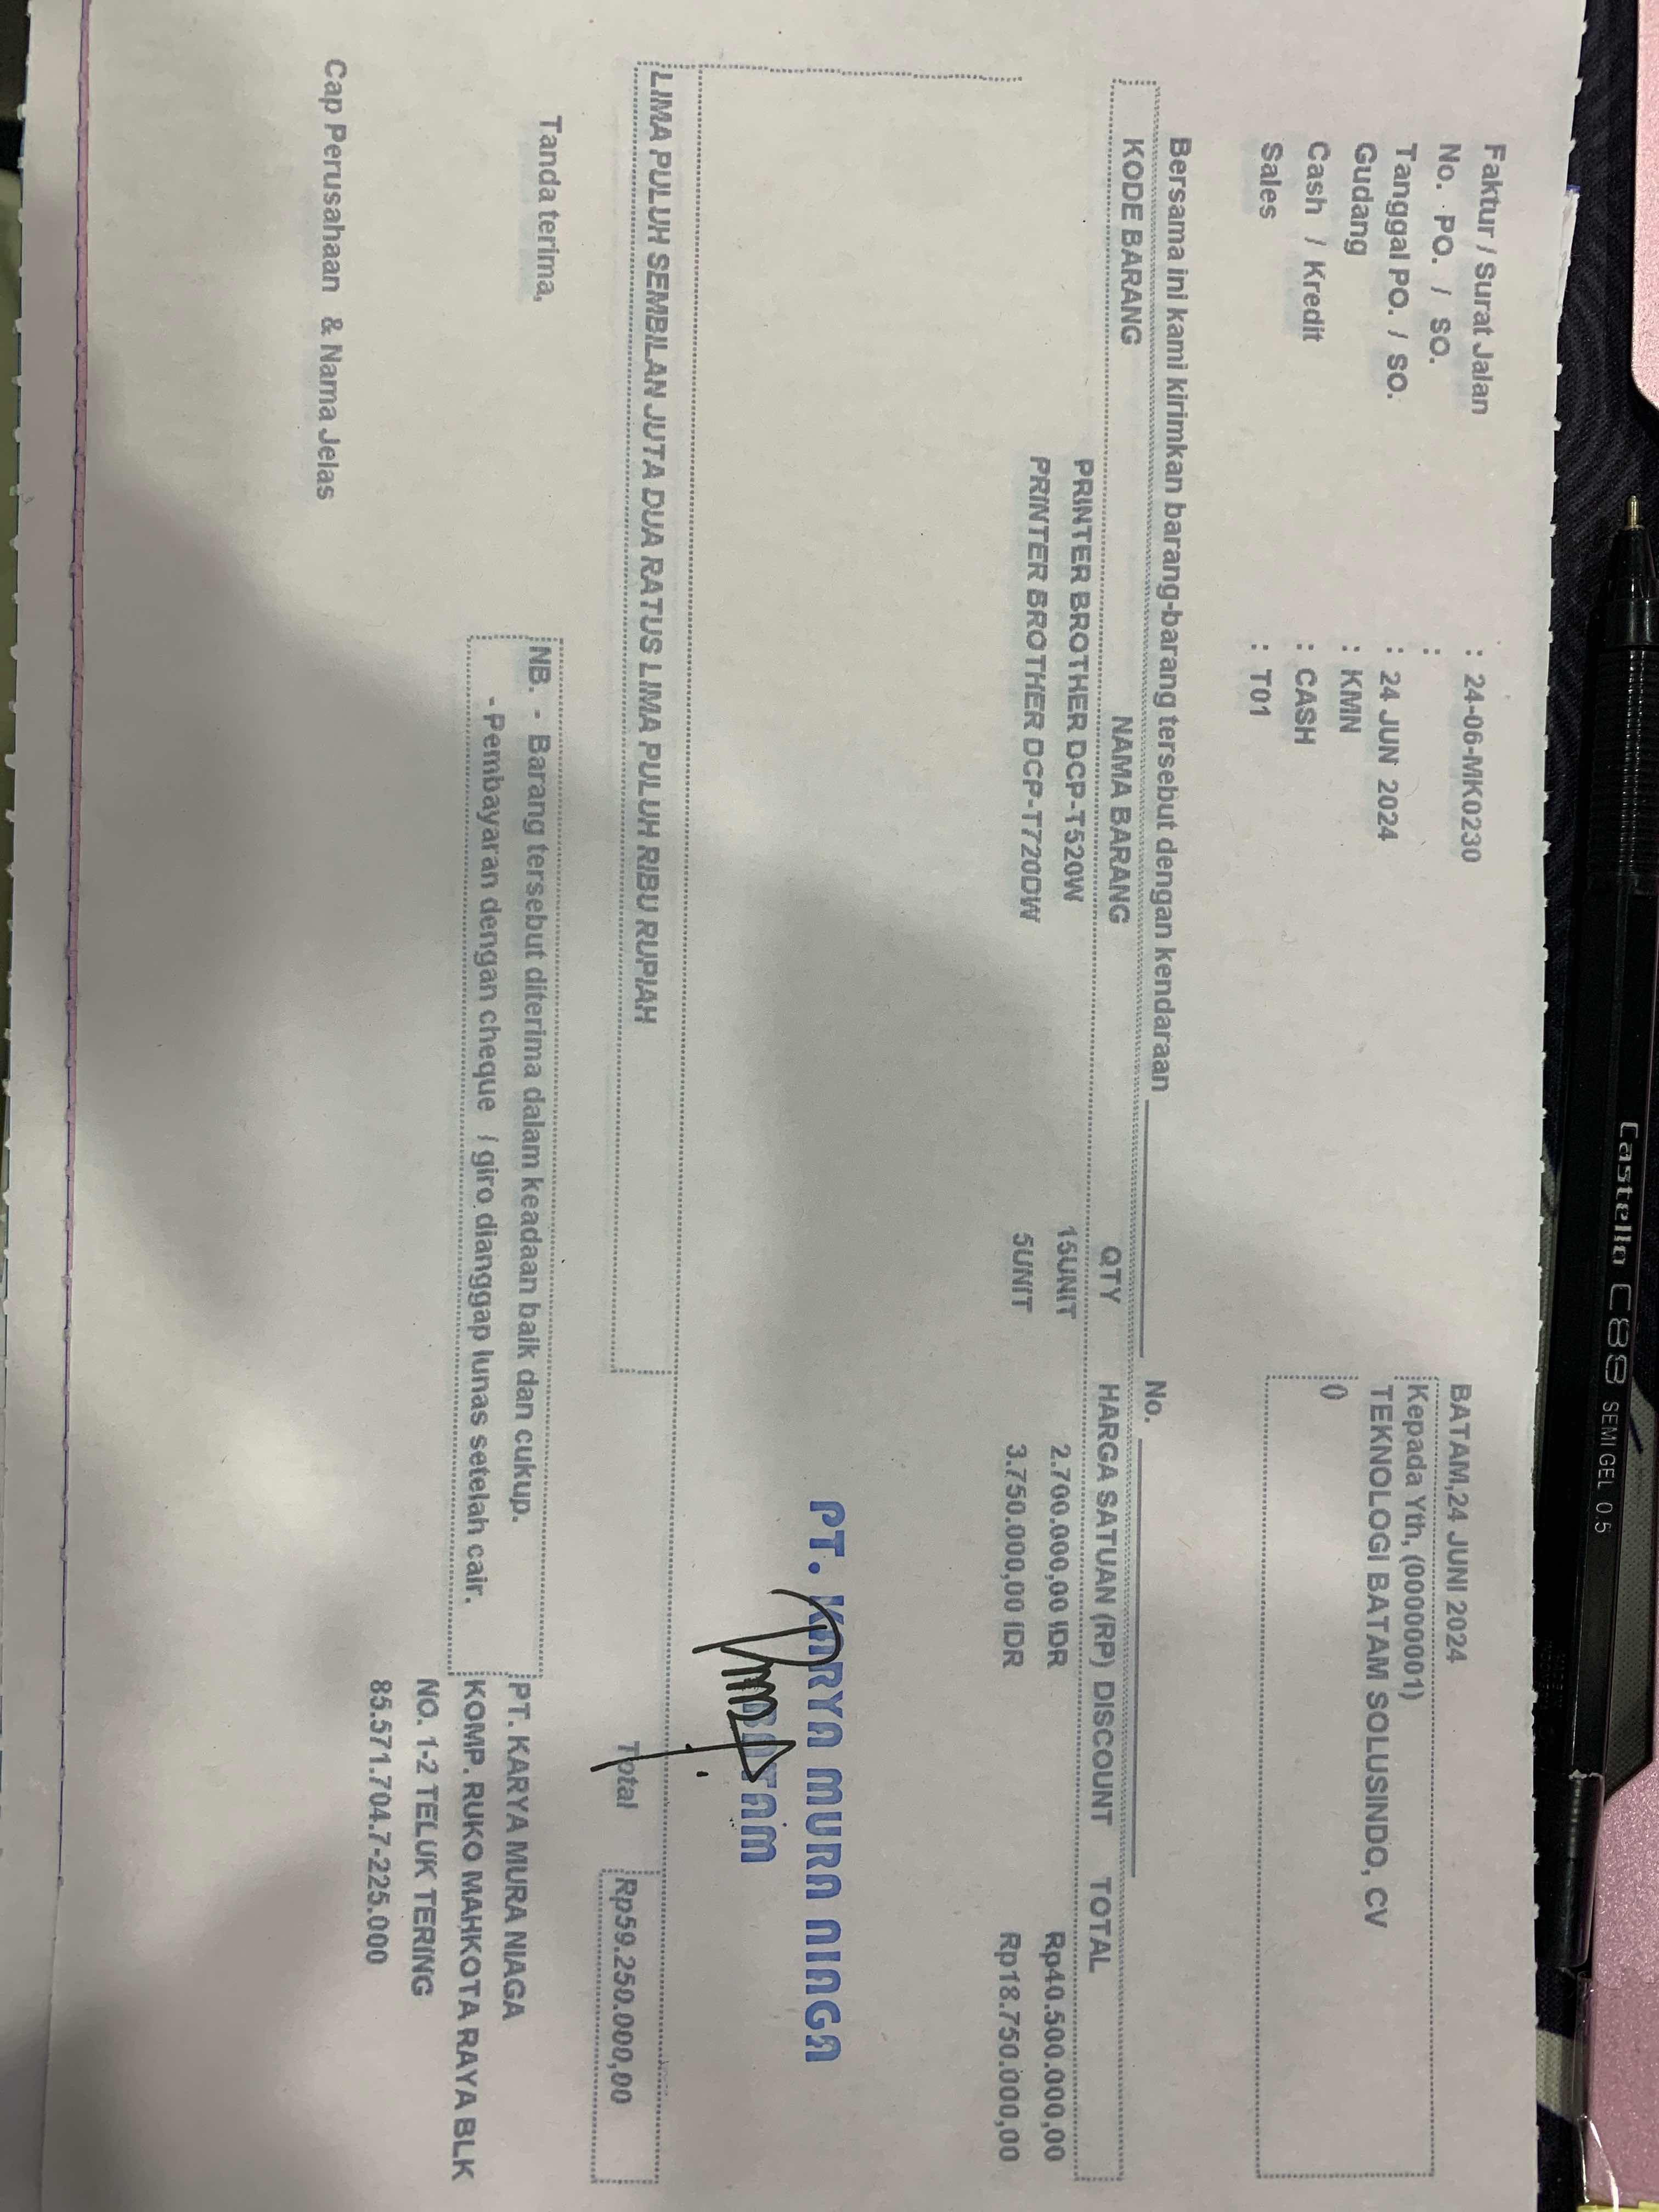 Faktur / Surat Jalan : 24-06-MK0230
No. PO. / SO. :
Tanggal PO. / SO. : 24 JUN 2024
Gudang : KMN
Cash / Kredit : CASH
Sales : T01
BATAM,24 JUNI 2024
Kepada Yth, (00000001)
TEKNOLOGI BATAM SOLUSINDO, CV
0
Bersama ini kami kirimkan barang-barang tersebut dengan kendaraan No.
KODE BARANG NAMA BARANG QTY HARGA SATUAN (RP) DISCOUNT TOTAL
PRINTER BROTHER DCP-T520W 15UNIT 2.700.000,00 IDR Rp40.500.000,00
PRINTER BROTHER DCP-T720DW 5UNIT 3.750.000,00 IDR Rp18.750.000,00
PT. KARYA MURA NIAGA
BATAM
LIMA PULUH SEMBILAN JUTA DUA RATUS LIMA PULUH RIBU RUPIAH Total Rp59.250.000,00
Tanda terima,
NB. - Barang tersebut diterima dalam keadaan baik dan cukup.
- Pembayaran dengan cheque / giro dianggap lunas setelah cair.
PT. KARYA MURA NIAGA
KOMP. RUKO MAHKOTA RAYA BLK
NO. 1-2 TELUK TERING
85.571.704.7-225.000
Cap Perusahaan & Nama Jelas
Castello C88 SEMI GEL 0.5